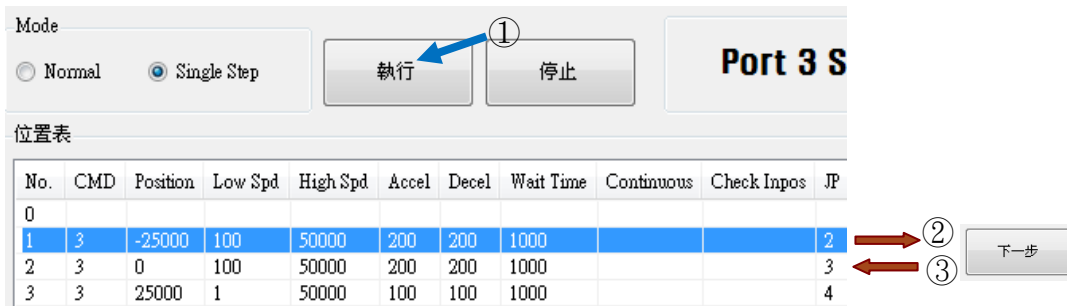 Mode
①
Normal Single Step 執行 停止 Port 3 S
位置表
No. CMD Position Low Spd High Spd Accel Decel Wait Time Continuous Check Inpos JP
0
1 3 -25000 100 50000 200 200 1000 2 ②
下一步
2 3 0 100 50000 200 200 1000 3 ③
3 3 25000 1 50000 100 100 1000 4